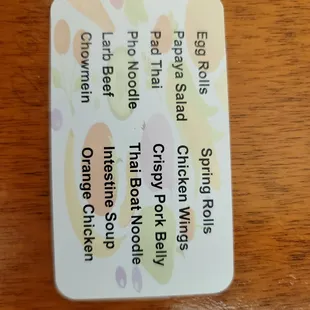 Egg Rolls
Papaya Salad
Pad Thai
Pho Noodle
Larb Beef
Chowmein
Spring Rolls
Chicken Wings
Crispy Pork Belly
Thai Boat Noodle
Intestine Soup
Orange Chicken